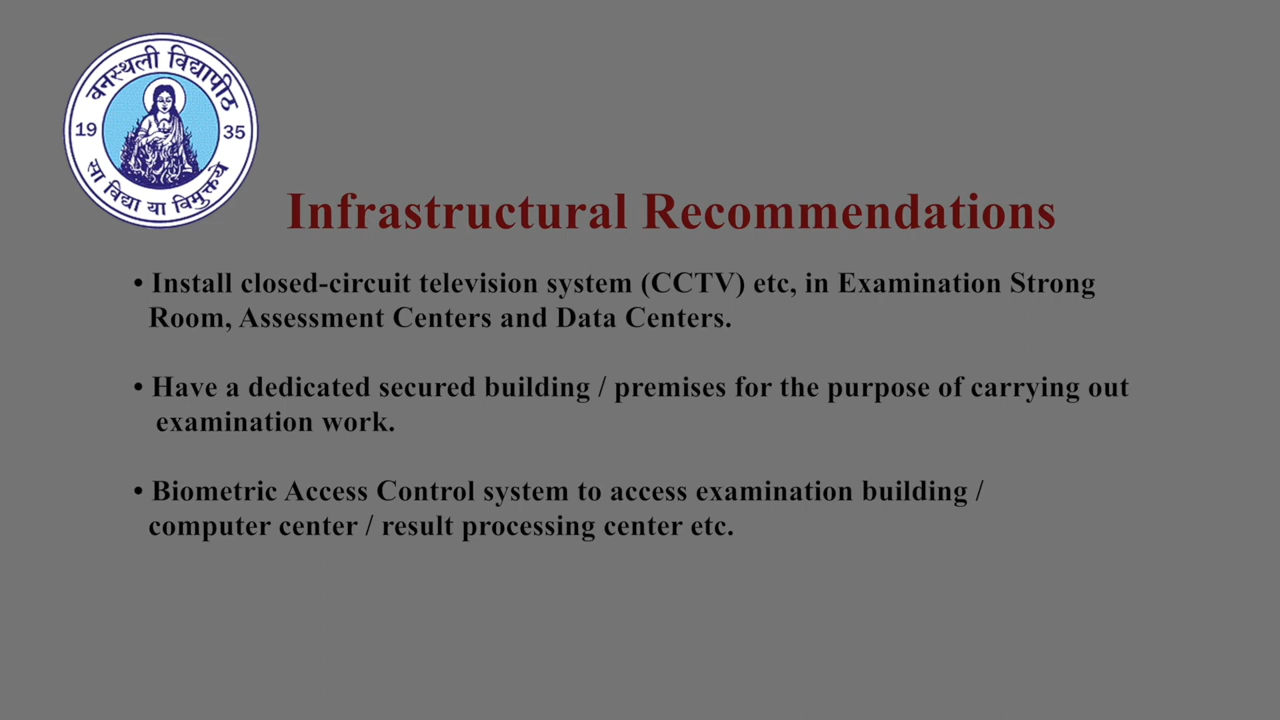 वनस्थली विद्यापीठ
19 35
सा विद्या या विमुक्तये
Infrastructural Recommendations
• Install closed-circuit television system (CCTV) etc, in Examination Strong
Room, Assessment Centers and Data Centers.
• Have a dedicated secured building / premises for the purpose of carrying out
examination work.
• Biometric Access Control system to access examination building /
computer center / result processing center etc.